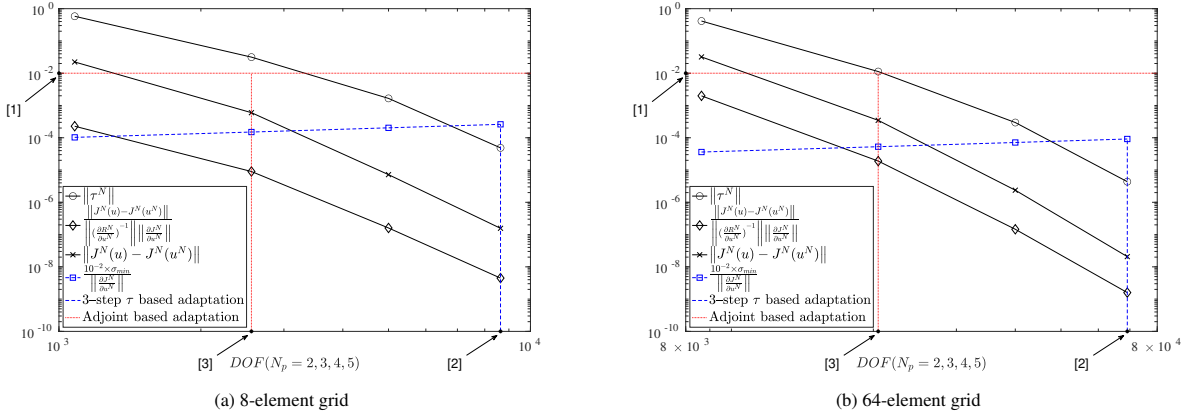 10^0
10^-2
10^-4
10^-6
10^-8
10^-10
[1]
‖τ^N‖
‖J^N(u)−J^N(u^N)‖ / ‖(∂R^N/∂u^N)^-1‖ ‖∂J^N/∂u^N‖
‖J^N(u) − J^N(u^N)‖
10^-2×σ_min / ‖∂J^N/∂u^N‖
3−step τ based adaptation
Adjoint based adaptation
10^3
10^4
[3]
DOF(N_p = 2, 3, 4, 5)
[2]
(a) 8-element grid
10^0
10^-2
10^-4
10^-6
10^-8
10^-10
[1]
‖τ^N‖
‖J^N(u)−J^N(u^N)‖ / ‖(∂R^N/∂u^N)^-1‖ ‖∂J^N/∂u^N‖
‖J^N(u) − J^N(u^N)‖
10^-2×σ_min / ‖∂J^N/∂u^N‖
3−step τ based adaptation
Adjoint based adaptation
8 × 10^3
8 × 10^4
[3]
DOF(N_p = 2, 3, 4, 5)
[2]
(b) 64-element grid